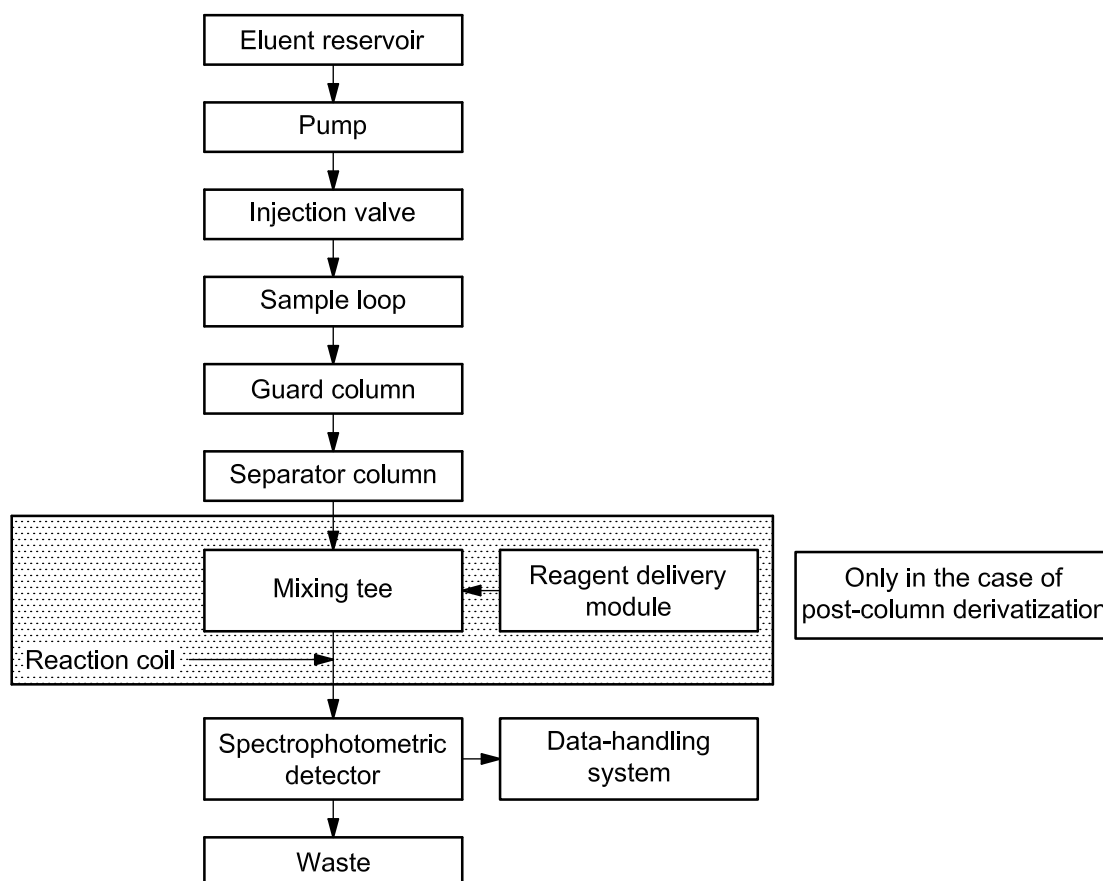 Eluent reservoir
Pump
Injection valve
Sample loop
Guard column
Separator column
Mixing tee
Reagent delivery
module
Only in the case of
post-column derivatization
Reaction coil
Spectrophotometric
detector
Data-handling
system
Waste